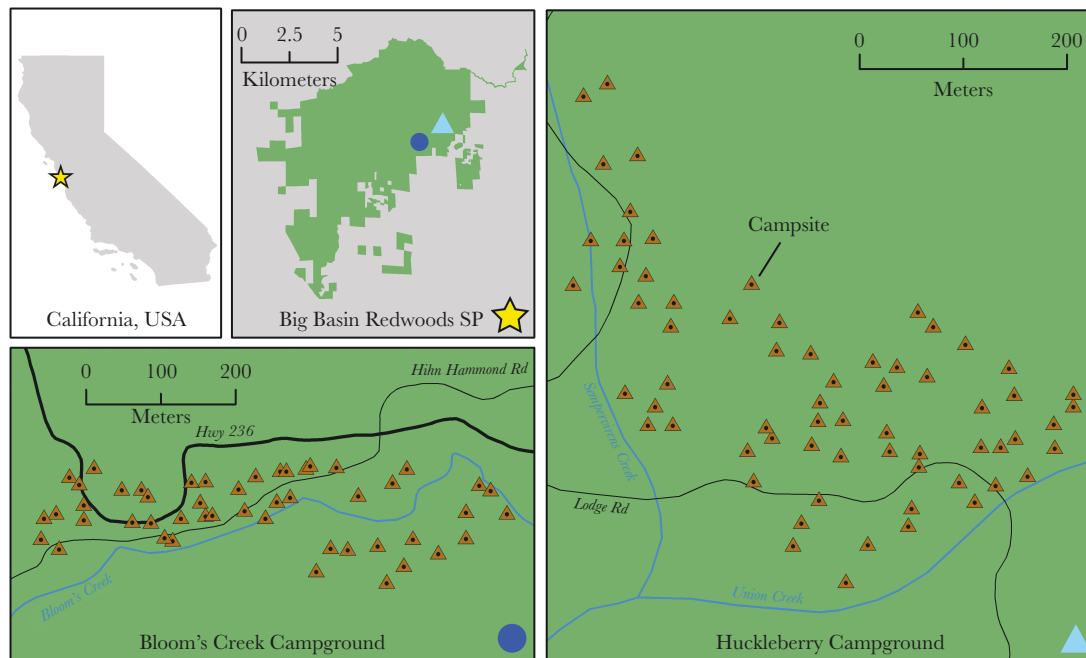 California, USA
0 2.5 5
Kilometers
Big Basin Redwoods SP
0 100 200
Meters
Hihn Hammond Rd
Hwy 236
Bloom's Creek
Bloom's Creek Campground
0 100 200
Meters
Campsite
Sempervirens Creek
Lodge Rd
Union Creek
Huckleberry Campground